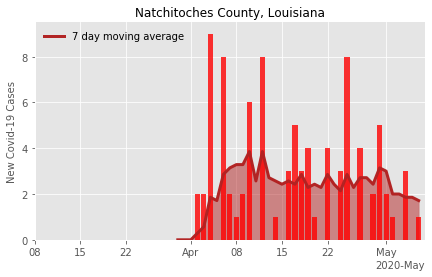 Natchitoches County, Louisiana
7 day moving average
New Covid-19 Cases
8
6
4
2
0
08
15
22
Apr
08
15
22
May
2020-May